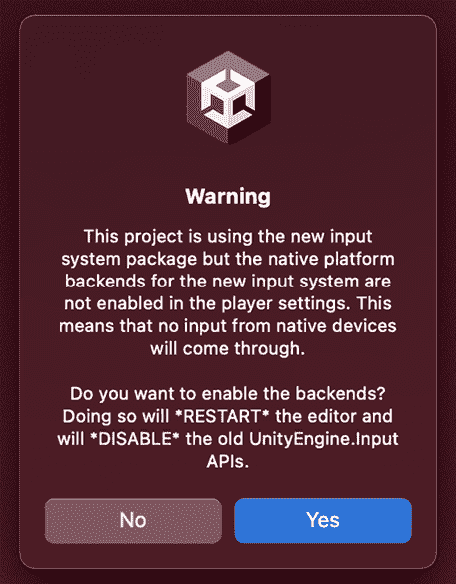 Warning
This project is using the new input
system package but the native platform
backends for the new input system are
not enabled in the player settings. This
means that no input from native devices
will come through.
Do you want to enable the backends?
Doing so will *RESTART* the editor and
will *DISABLE* the old UnityEngine.Input
APIs.
No
Yes